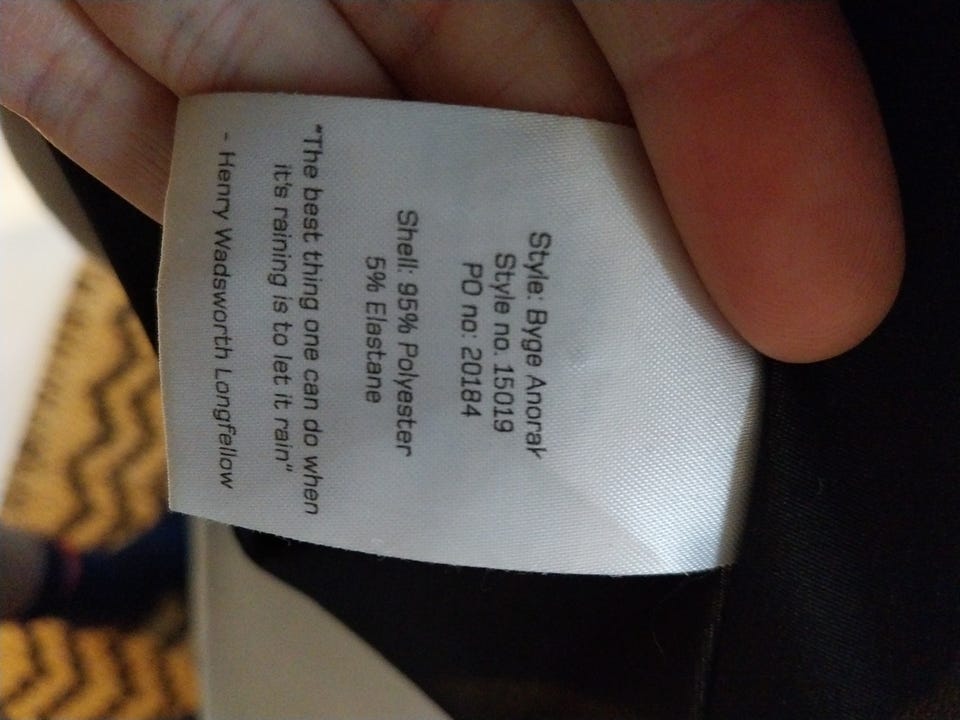 Style: Byge Anorak
Style no. 15019
PO no: 20184
Shell: 95% Polyester
5% Elastane
"The best thing one can do when
it's raining is to let it rain"
- Henry Wadsworth Longfellow